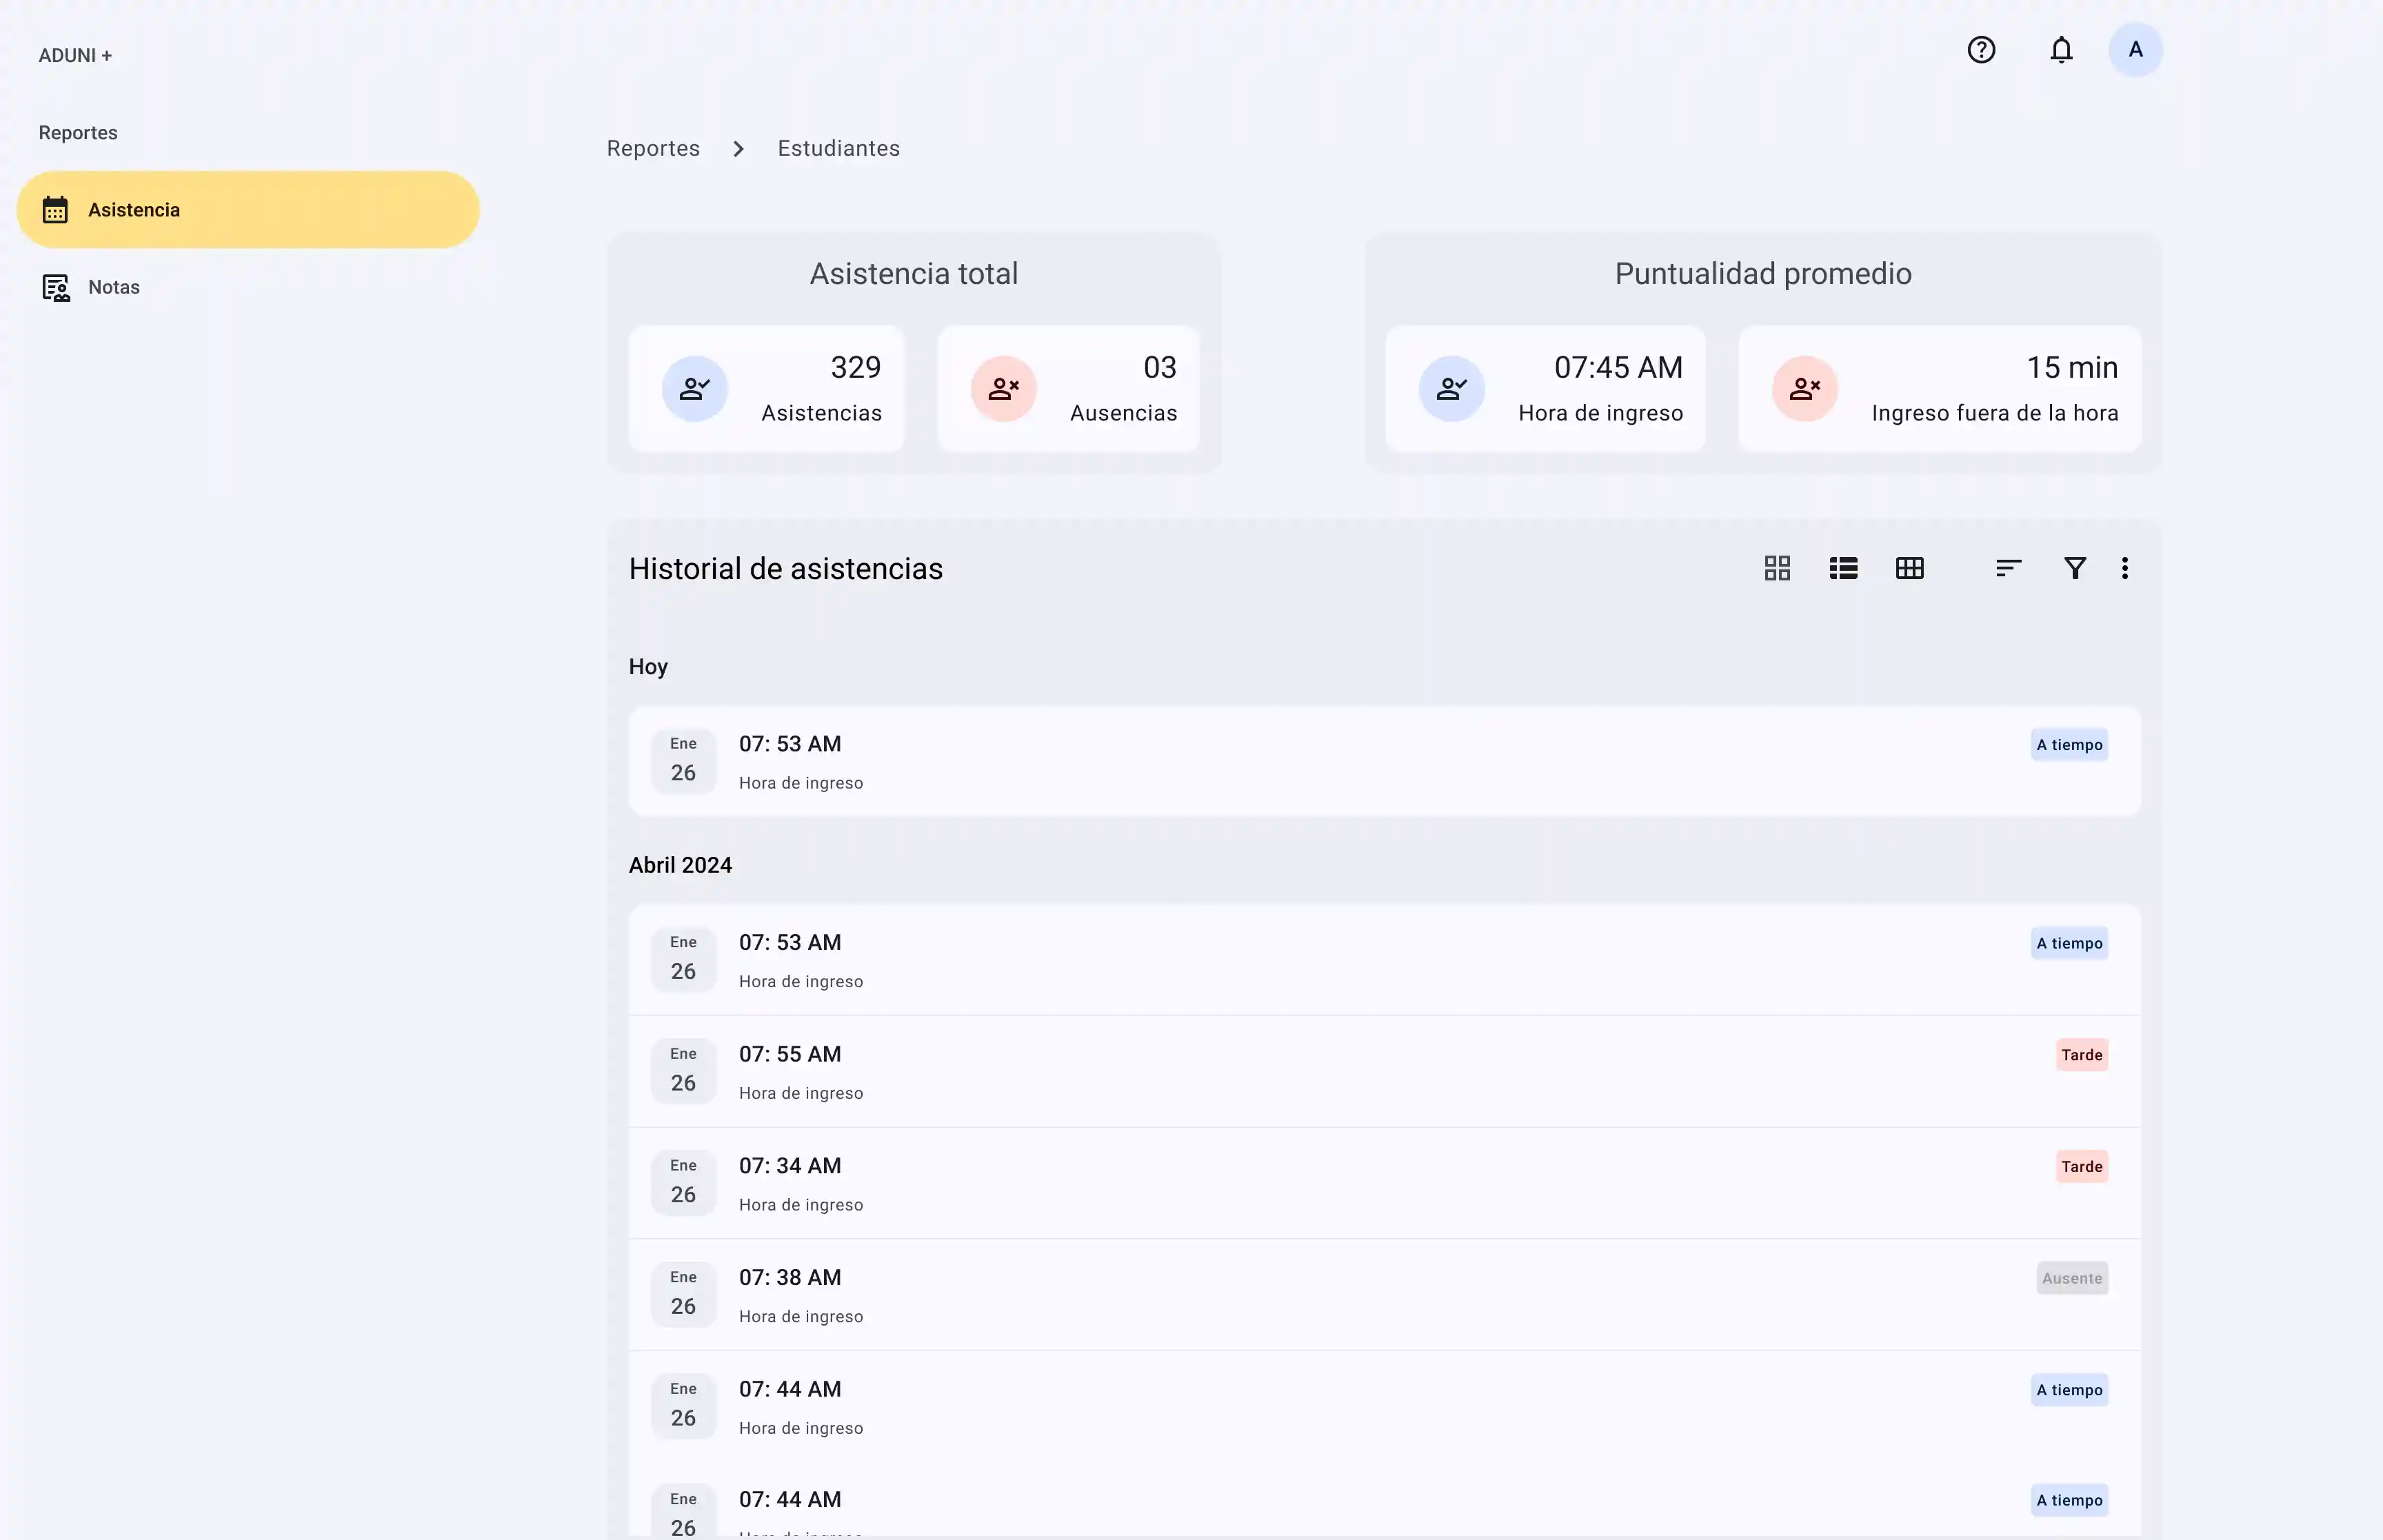 ADUNI +
A
Reportes
Asistencia
Notas
Reportes > Estudiantes
Asistencia total
329
Asistencias
03
Ausencias
Puntualidad promedio
07:45 AM
Hora de ingreso
15 min
Ingreso fuera de la hora
Historial de asistencias
Hoy
Ene
26
07: 53 AM
Hora de ingreso
A tiempo
Abril 2024
Ene
26
07: 53 AM
Hora de ingreso
A tiempo
Ene
26
07: 55 AM
Hora de ingreso
Tarde
Ene
26
07: 34 AM
Hora de ingreso
Tarde
Ene
26
07: 38 AM
Hora de ingreso
Ausente
Ene
26
07: 44 AM
Hora de ingreso
A tiempo
Ene
26
07: 44 AM
A tiempo